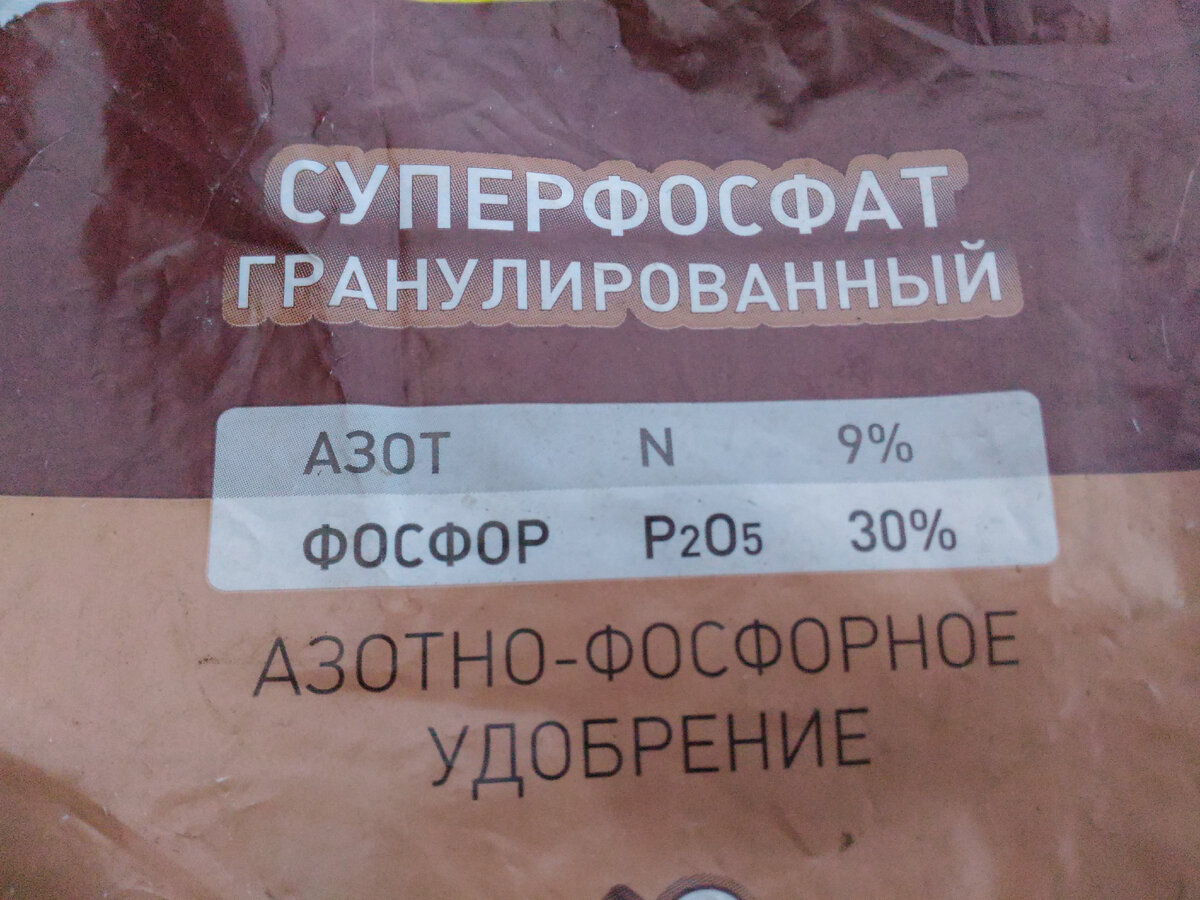 СУПЕРФОСФАТ
ГРАНУЛИРОВАННЫЙ
АЗОТ N 9%
ФОСФОР P2O5 30%
АЗОТНО-ФОСФОРНОЕ
УДОБРЕНИЕ